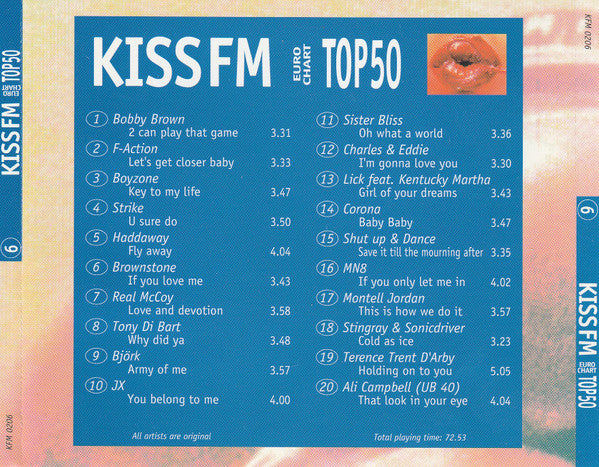 KISS FM EURO CHART TOP50
6
KFM 0206
KISS FM EURO CHART TOP50
1 Bobby Brown
2 can play that game 3.31
2 F-Action
Let's get closer baby 3.33
3 Boyzone
Key to my life 3.47
4 Strike
U sure do 3.50
5 Haddaway
Fly away 4.04
6 Brownstone
If you love me 3.43
7 Real McCoy
Love and devotion 3.58
8 Tony Di Bart
Why did ya 3.48
9 Björk
Army of me 3.57
10 JX
You belong to me 4.00
All artists are original
11 Sister Bliss
Oh what a world 3.36
12 Charles & Eddie
I'm gonna love you 3.30
13 Lick feat. Kentucky Martha
Girl of your dreams 3.43
14 Corona
Baby Baby 3.47
15 Shut up & Dance
Save it till the mourning after 3.35
16 MN8
If you only let me in 4.02
17 Montell Jordan
This is how we do it 3.57
18 Stingray & Sonicdriver
Cold as ice 3.23
19 Terence Trent D'Arby
Holding on to you 5.05
20 Ali Campbell (UB 40)
That look in your eye 4.04
Total playing time: 72.53
KFM 0206
6
KISS FM EURO CHART TOP50